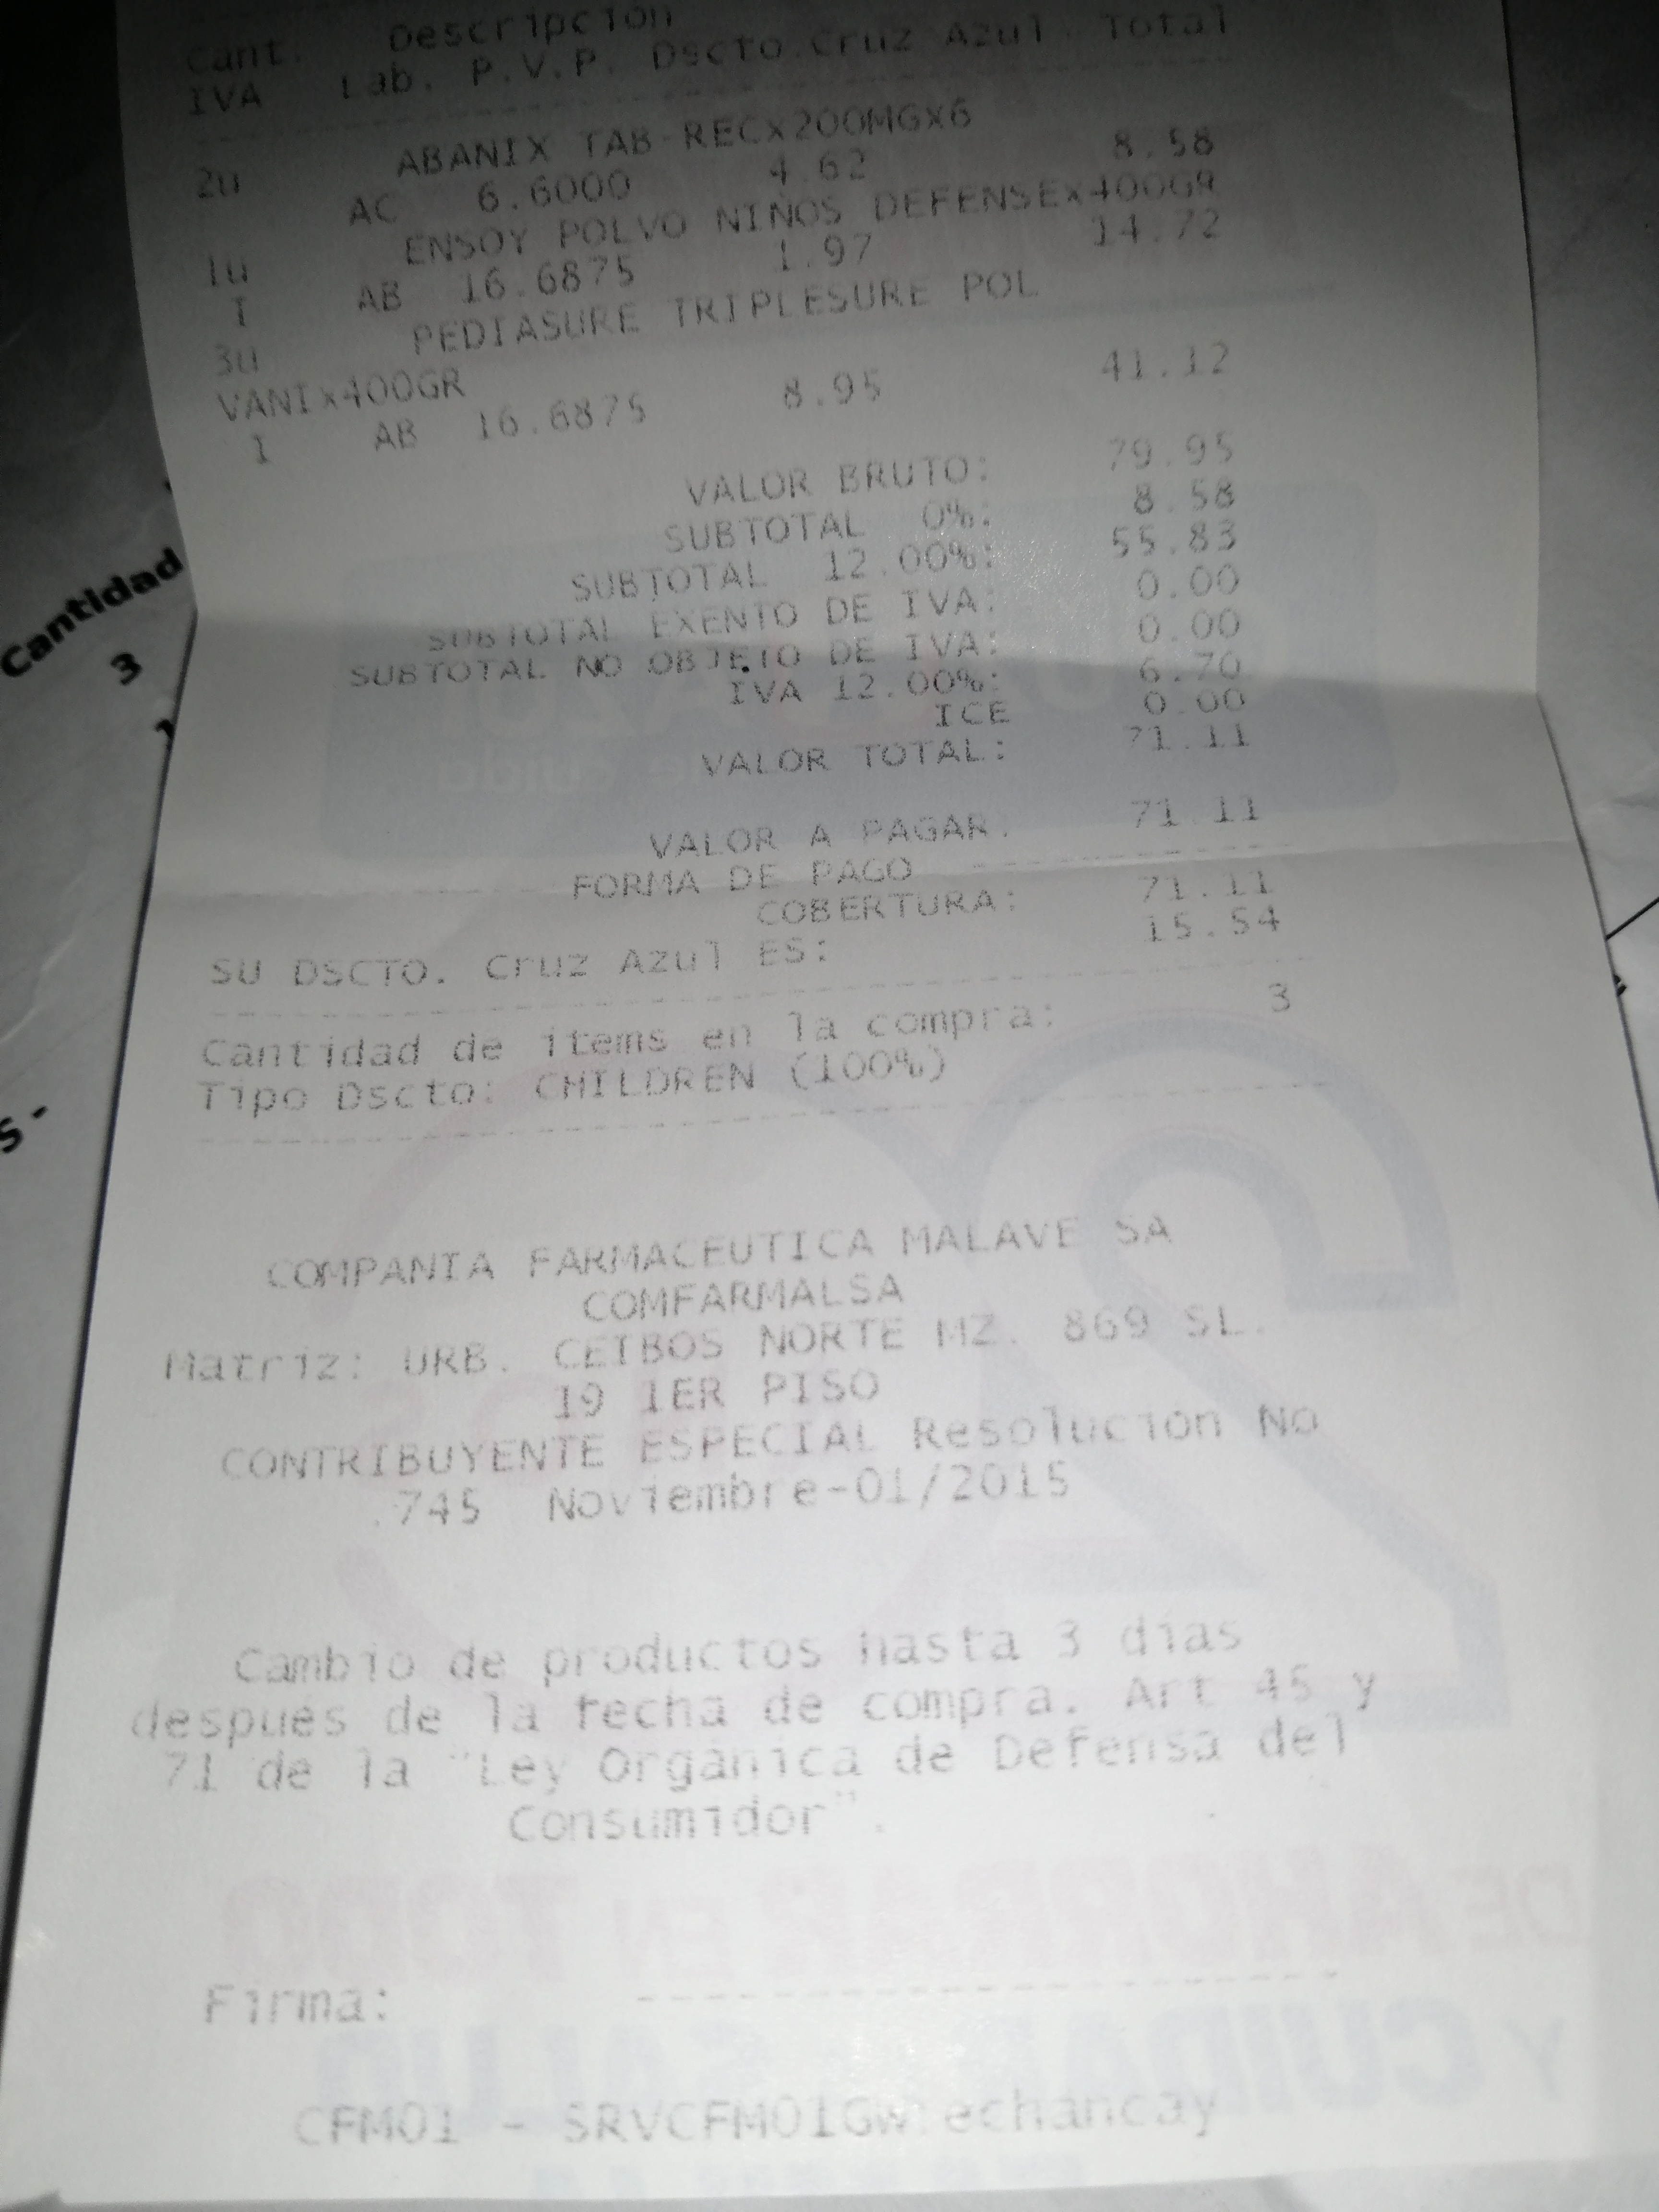 Cant. Descripción
IVA Lab. P.V.P. Dscto.Cruz Azul Total
ABANIX TAB-RECX200MGX6
2u
AC 6.6000 4.62 8.58
ENSOY POLVO NIÑOS DEFENSEX400GR
1u
I AB 16.6875 1.97 14.72
PEDIASURE TRIPLESURE POL
3u
VANIX400GR
I AB 16.6875 8.95 41.12
VALOR BRUTO: 79.95
SUBTOTAL 0%: 8.58
SUBTOTAL 12.00%: 55.83
SUBTOTAL EXENTO DE IVA: 0.00
SUBTOTAL NO OBJETO DE IVA: 0.00
IVA 12.00%: 6.70
ICE 0.00
VALOR TOTAL: 71.11
VALOR A PAGAR. 71.11
FORMA DE PAGO
COBERTURA: 71.11
SU DSCTO. Cruz Azul ES: 15.54
Cantidad de items en la compra: 3
Tipo Dscto: CHILDREN (100%)
COMPANIA FARMACEUTICA MALAVE SA
COMFARMALSA
Matriz: URB. CEIBOS NORTE MZ. 869 SL.
19 1ER PISO
CONTRIBUYENTE ESPECIAL Resolución No
.745 Noviembre-01/2015
Cambio de productos hasta 3 días
después de la fecha de compra. Art 45 y
71 de la "Ley Orgánica de Defensa del
Consumidor".
Firma:
CFM01 - SRVCFM01GW echancay
Cantidad
3
1
S -